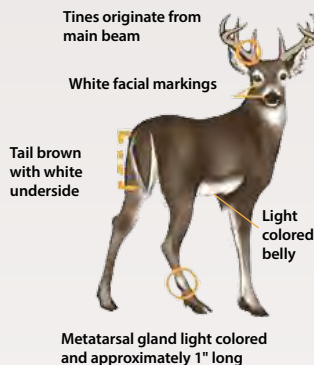 Tines originate from
main beam
White facial markings
Tail brown
with white
underside
Light
colored
belly
Metatarsal gland light colored
and approximately 1" long